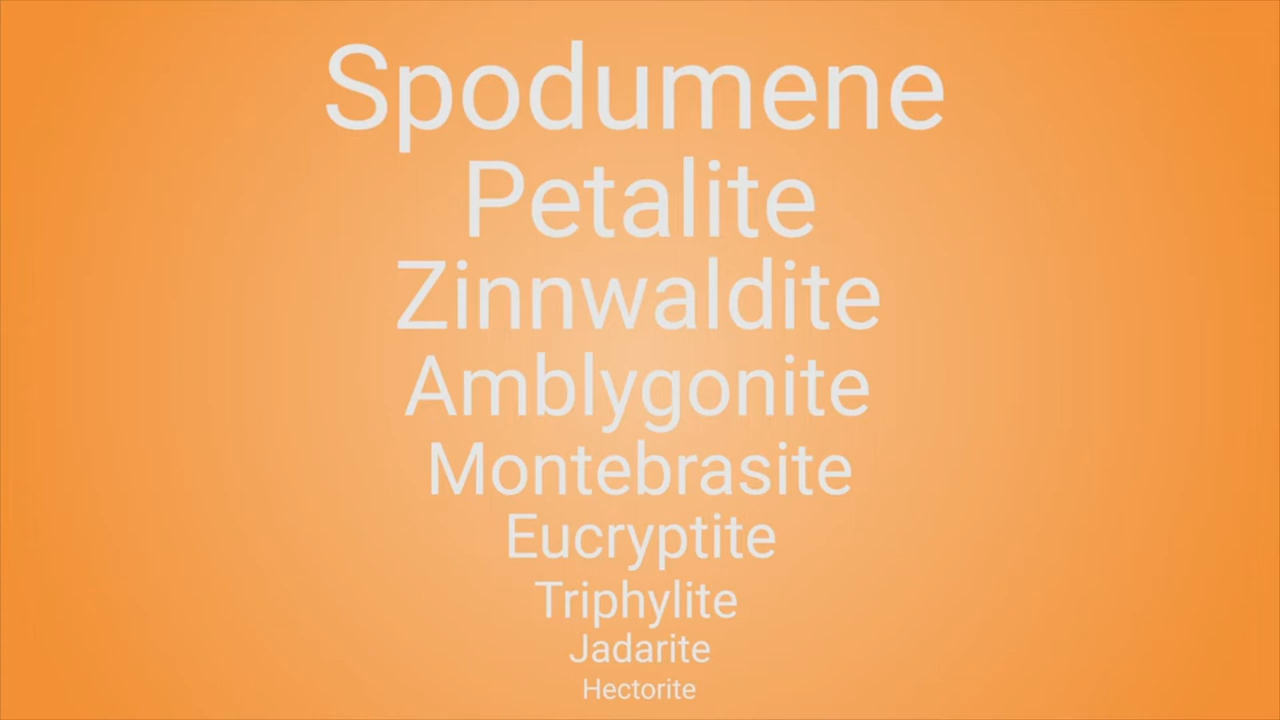 Spodumene
Petalite
Zinnwaldite
Amblygonite
Montebrasite
Eucryptite
Triphylite
Jadarite
Hectorite